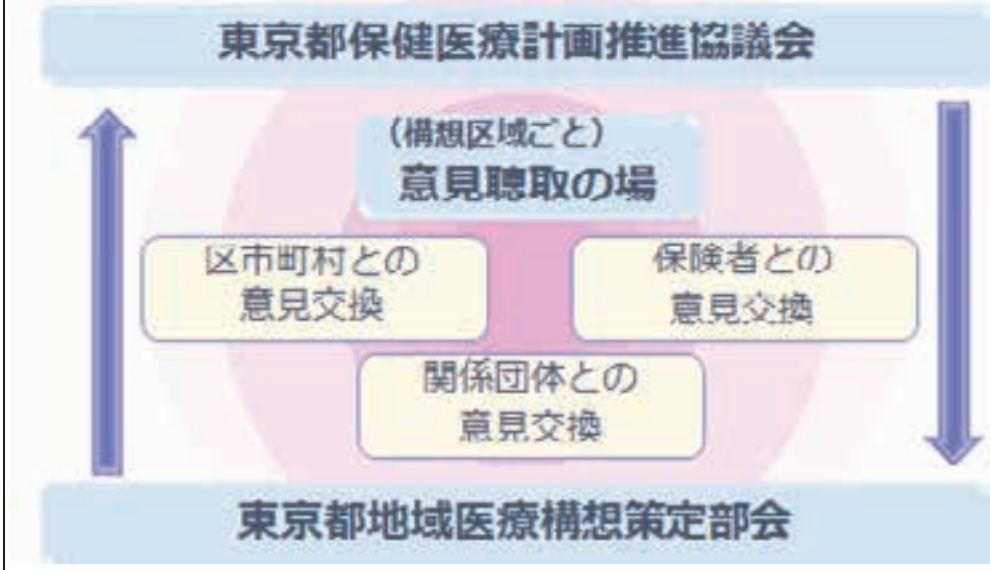 東京都保健医療計画推進協議会
(構想区域ごと)
意見聴取の場
区市町村との
意見交換
保険者との
意見交換
関係団体との
意見交換
東京都地域医療構想策定部会